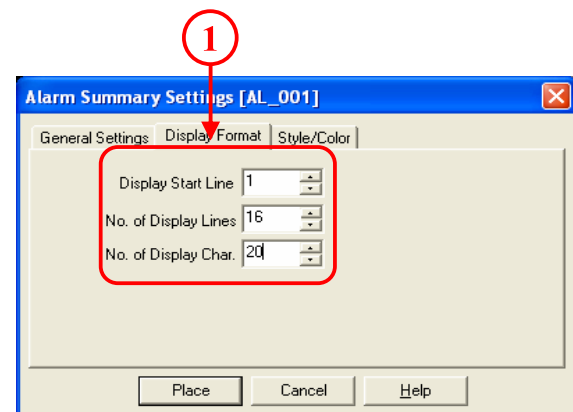 1
Alarm Summary Settings [AL_001]
General Settings Display Format Style/Color
Display Start Line 1
No. of Display Lines 16
No. of Display Char. 20
Place Cancel Help